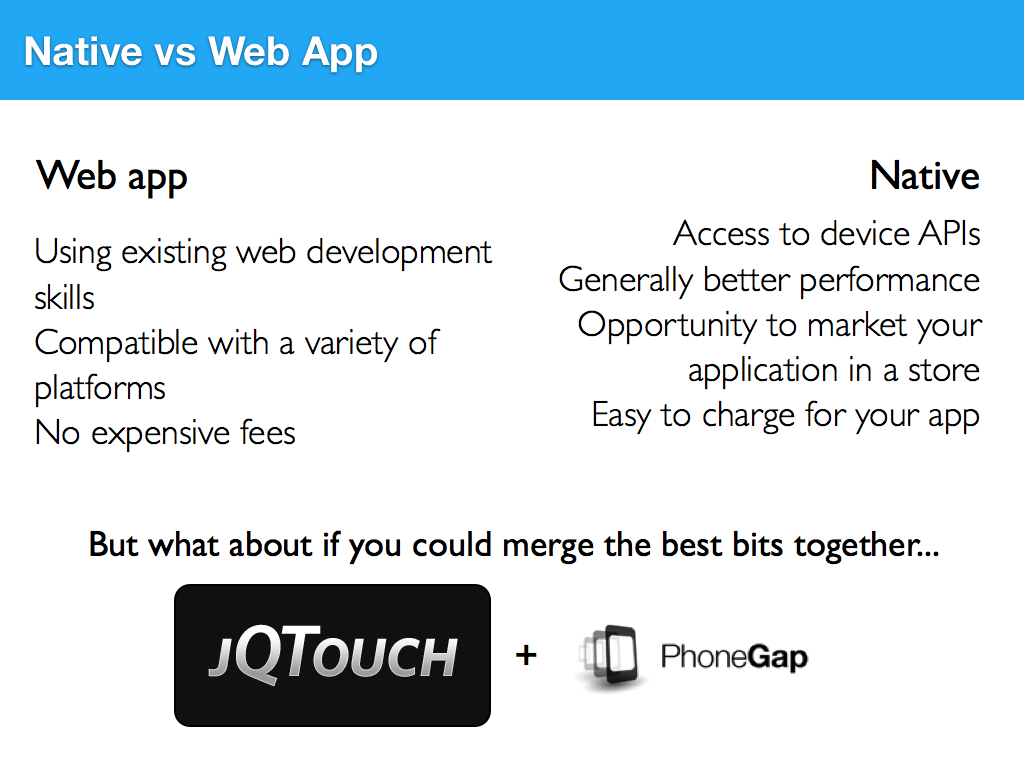 Native vs Web App
Web app
Using existing web development
skills
Compatible with a variety of
platforms
No expensive fees
Native
Access to device APIs
Generally better performance
Opportunity to market your
application in a store
Easy to charge for your app
But what about if you could merge the best bits together...
jQTouch + PhoneGap